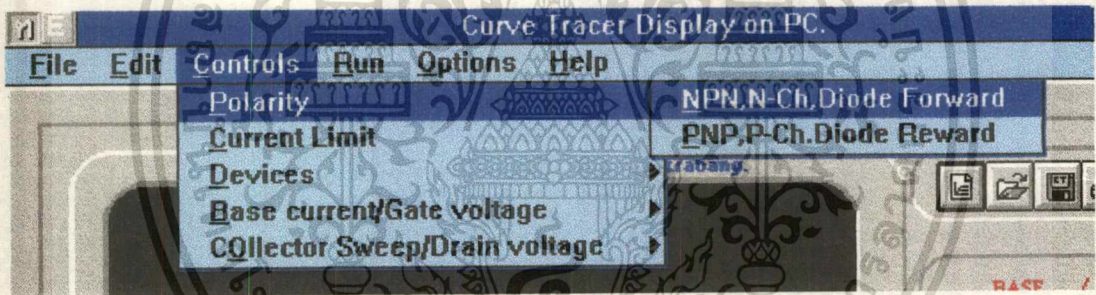 Curve Tracer Display on PC.
File Edit Controls Run Options Help
Polarity
NPN,N-Ch,Diode Forward
Current Limit
PNP,P-Ch.Diode Reward
Devices
Base current/Gate voltage
COllector Sweep/Drain voltage
BASE